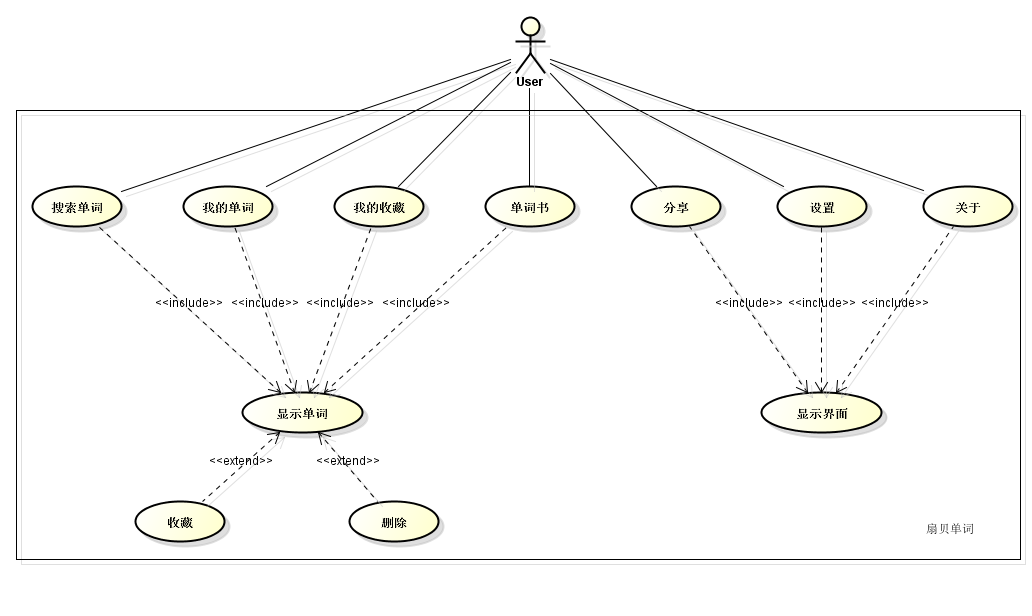 User
搜索单词
我的单词
我的收藏
单词书
分享
设置
关于
<<include>>
<<include>>
<<include>>
<<include>>
<<include>>
<<include>>
<<include>>
显示单词
显示界面
<<extend>>
<<extend>>
收藏
删除
扇贝单词